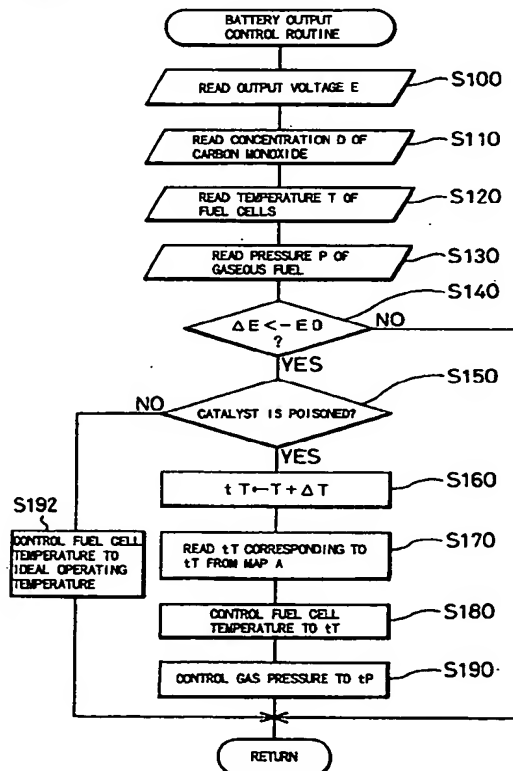 BATTERY OUTPUT
CONTROL ROUTINE
READ OUTPUT VOLTAGE E
S100
READ CONCENTRATION D OF
CARBON MONOXIDE
S110
READ TEMPERATURE T OF
FUEL CELLS
S120
READ PRESSURE P OF
GASEOUS FUEL
S130
ΔE<-E0
?
S140
NO
YES
CATALYST IS POISONED?
S150
NO
YES
tT←T+ΔT
S160
S192
CONTROL FUEL CELL
TEMPERATURE TO
IDEAL OPERATING
TEMPERATURE
READ tT CORRESPONDING TO
tT FROM MAP A
S170
CONTROL FUEL CELL
TEMPERATURE TO tT
S180
CONTROL GAS PRESSURE TO tP
S190
RETURN